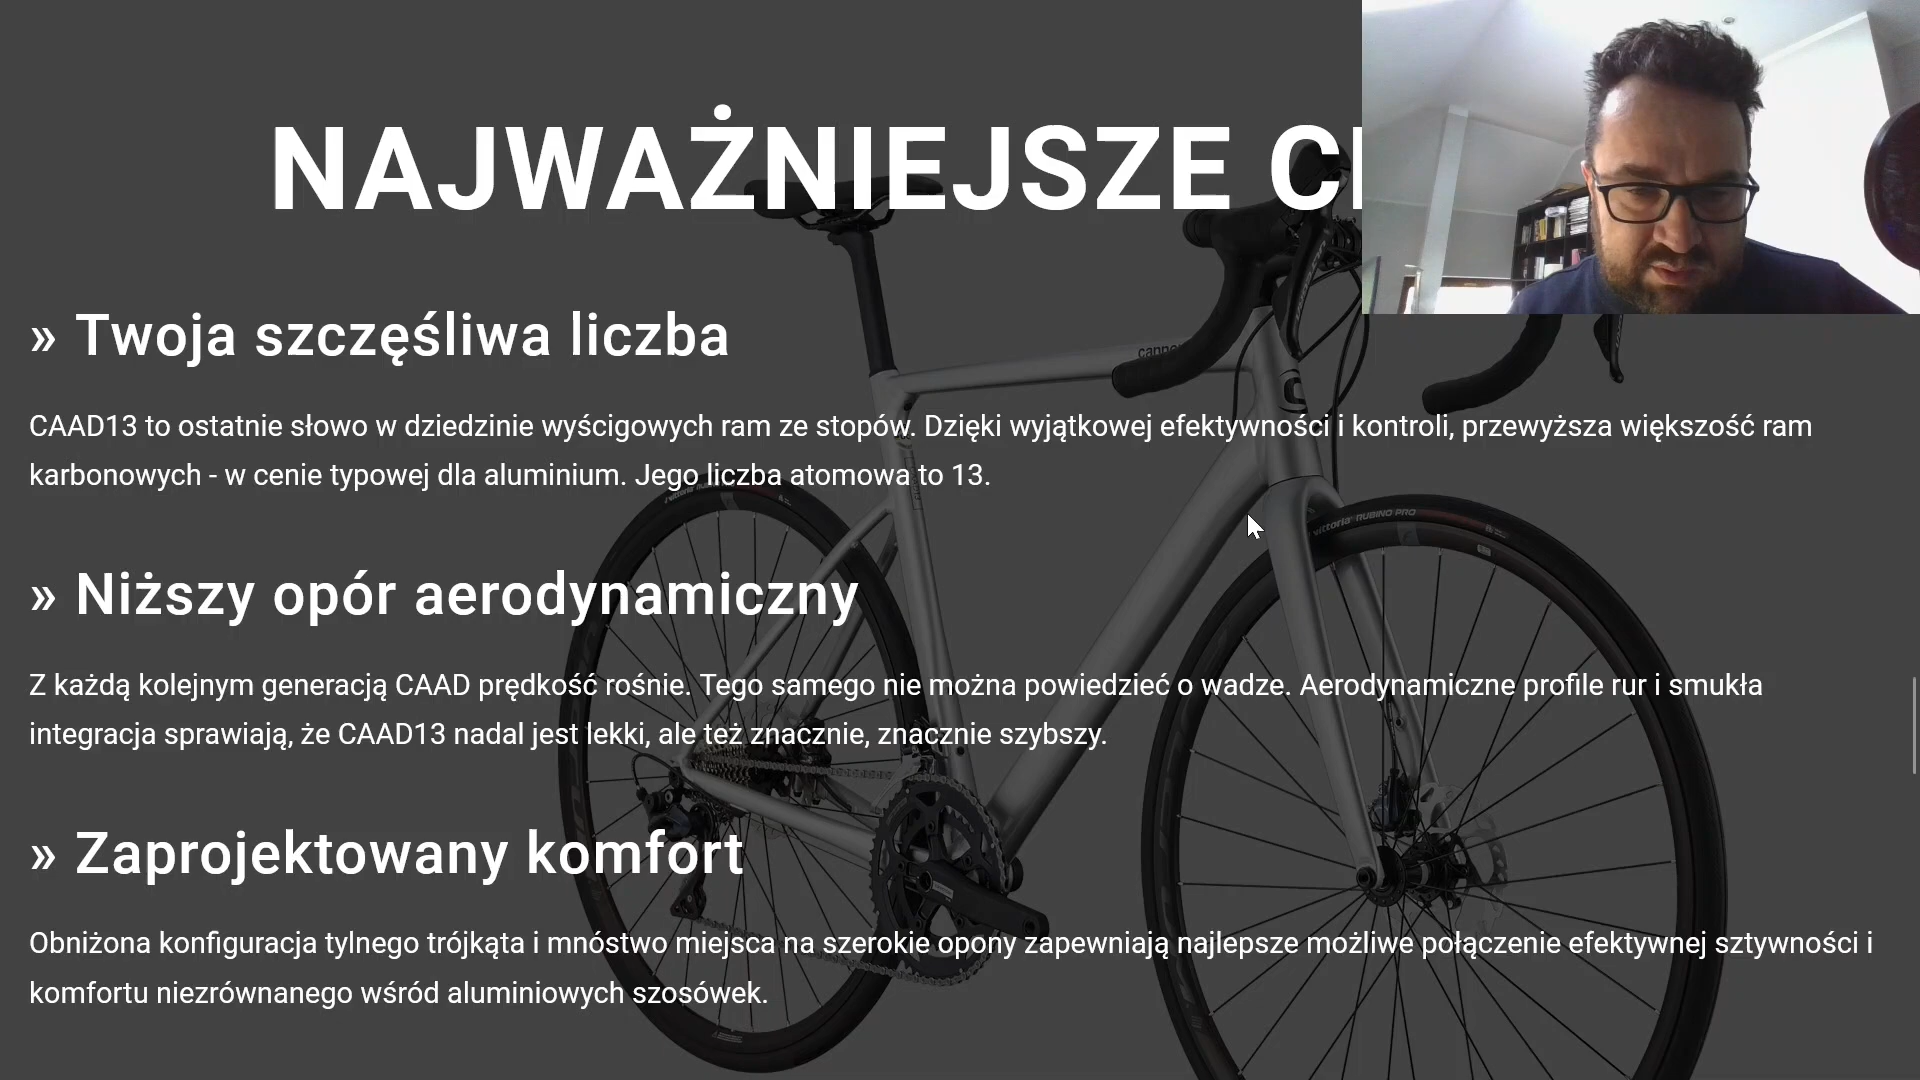 NAJWAŻNIEJSZE
» Twoja szczęśliwa liczba
CAAD13 to ostatnie słowo w dziedzinie wyścigowych ram ze stopów. Dzięki wyjątkowej efektywności i kontroli, przewyższa większość ram
karbonowych - w cenie typowej dla aluminium. Jego liczba atomowa to 13.
» Niższy opór aerodynamiczny
Z każdą kolejnym generacją CAAD prędkość rośnie. Tego samego nie można powiedzieć o wadze. Aerodynamiczne profile rur i smukła
integracja sprawiają, że CAAD13 nadal jest lekki, ale też znacznie, znacznie szybszy.
» Zaprojektowany komfort
Obniżona konfiguracja tylnego trójkąta i mnóstwo miejsca na szerokie opony zapewniają najlepsze możliwe połączenie efektywnej sztywności i
komfortu niezrównanego wśród aluminiowych szosówek.
vittoria RUBINO PRO